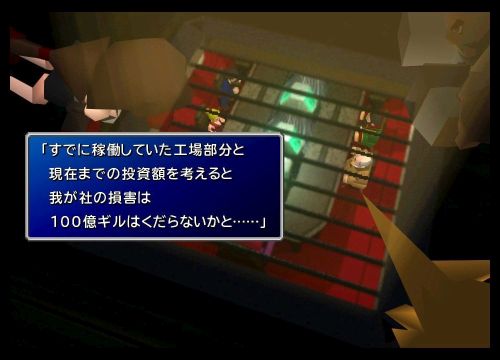 「すでに稼働していた工場部分と
現在までの投資額を考えると
我が社の損害は
１００億ギルはくだらないかと……」